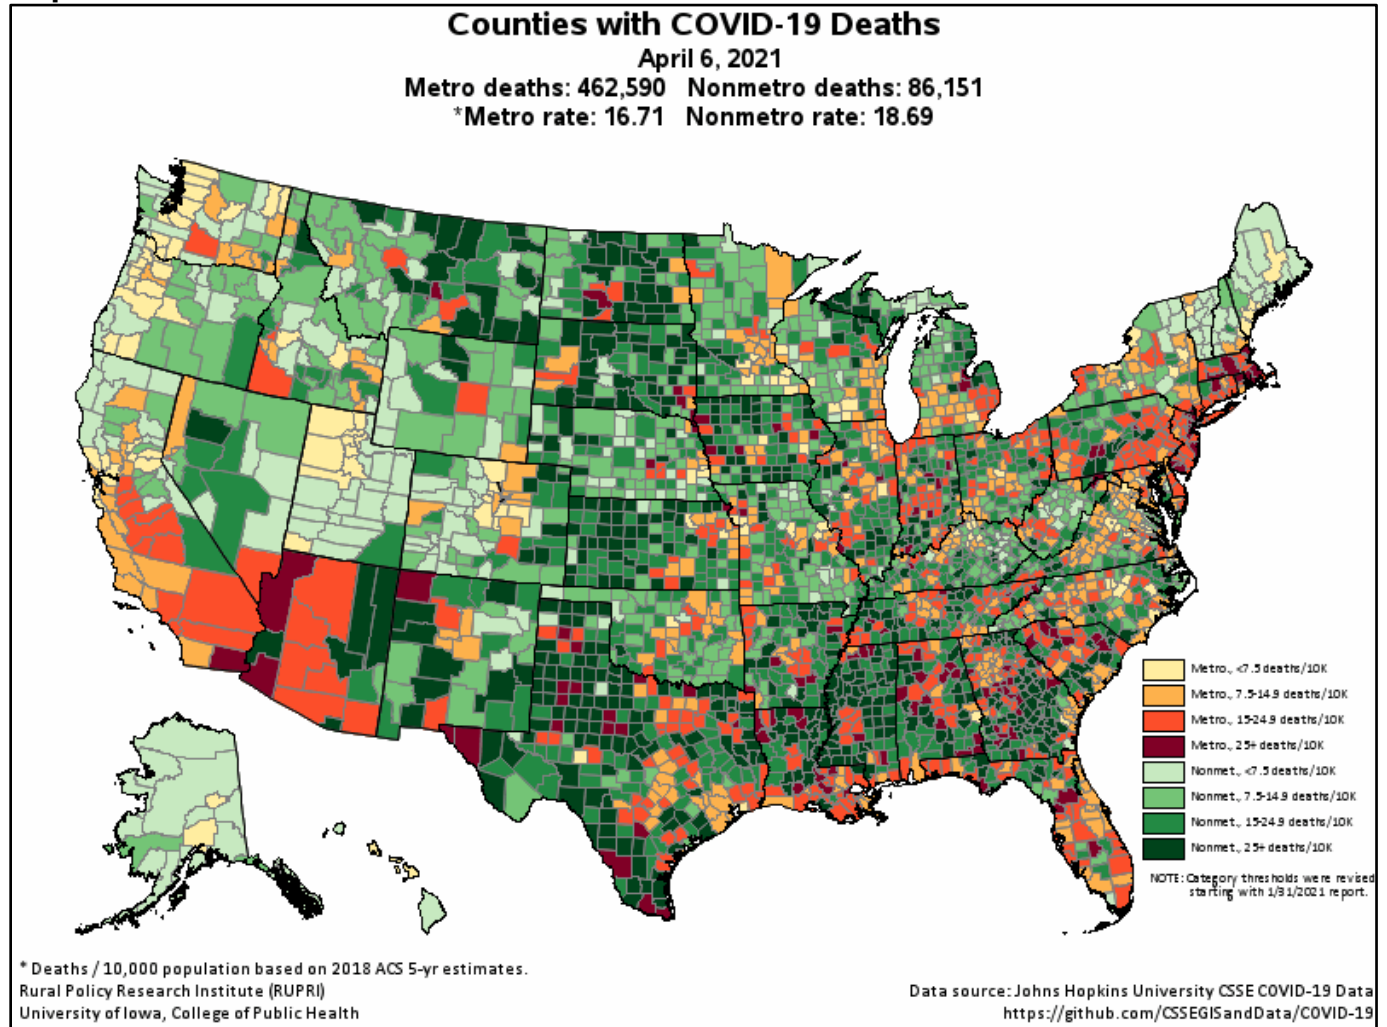 Counties with COVID-19 Deaths
April 6, 2021
Metro deaths: 462,590 Nonmetro deaths: 86,151
*Metro rate: 16.71 Nonmetro rate: 18.69
Metro., <7.5 deaths/10K
Metro., 7.5-14.9 deaths/10K
Metro., 15-24.9 deaths/10K
Metro., 25+ deaths/10K
Nonmet., <7.5 deaths/10K
Nonmet., 7.5-14.9 deaths/10K
Nonmet., 15-24.9 deaths/10K
Nonmet., 25+ deaths/10K
NOTE: Category thresholds were revised
starting with 1/31/2021 report.
* Deaths / 10,000 population based on 2018 ACS 5-yr estimates.
Rural Policy Research Institute (RUPRI)
University of Iowa, College of Public Health
Data source: Johns Hopkins University CSSE COVID-19 Data
https://github.com/CSSEGISandData/COVID-19